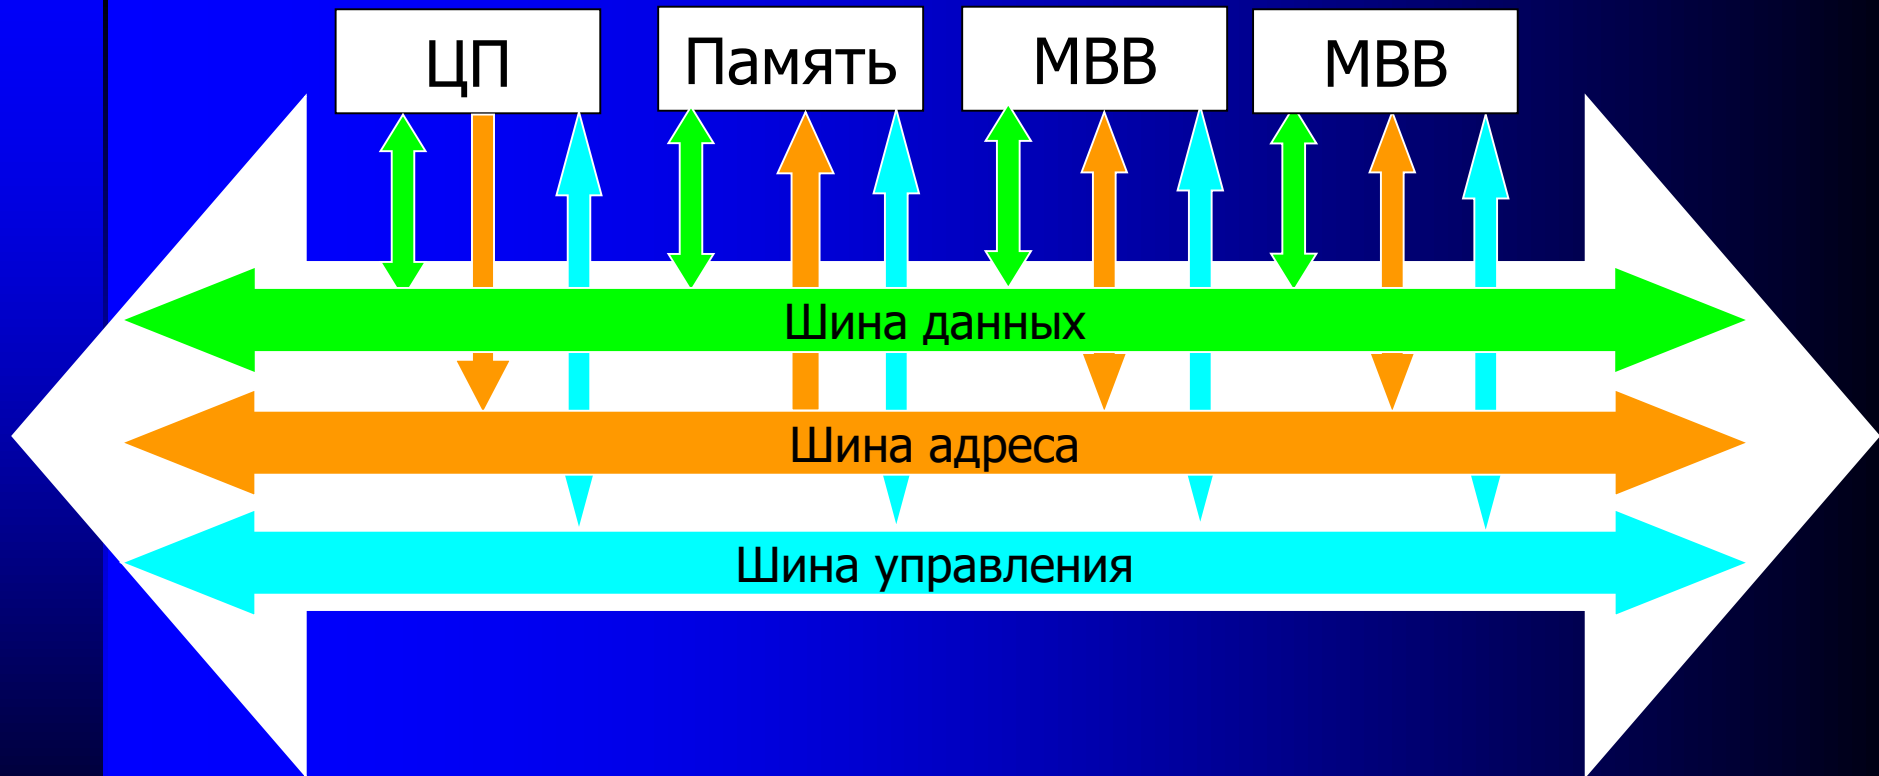 ЦП
Память
МВВ
МВВ
Шина данных
Шина адреса
Шина управления